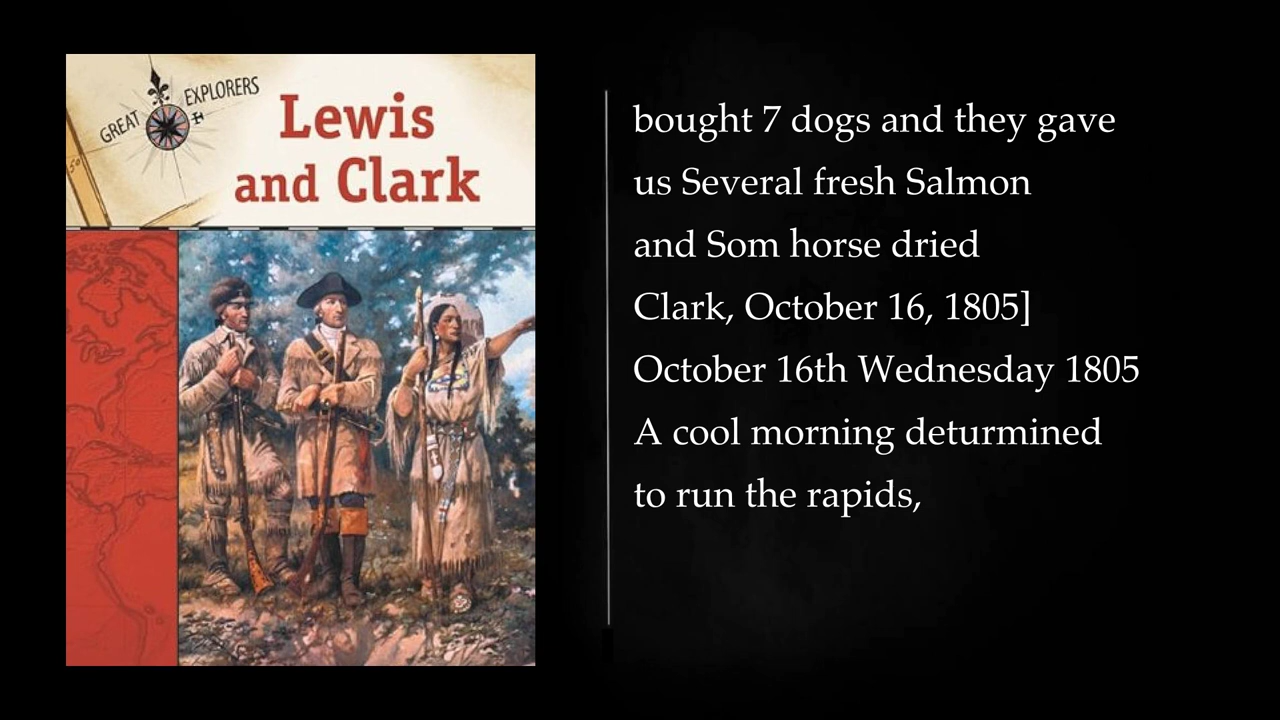 GREAT EXPLORERS
Lewis
and Clark
50
bought 7 dogs and they gave
us Several fresh Salmon
and Som horse dried
Clark, October 16, 1805]
October 16th Wednesday 1805
A cool morning deturmined
to run the rapids,